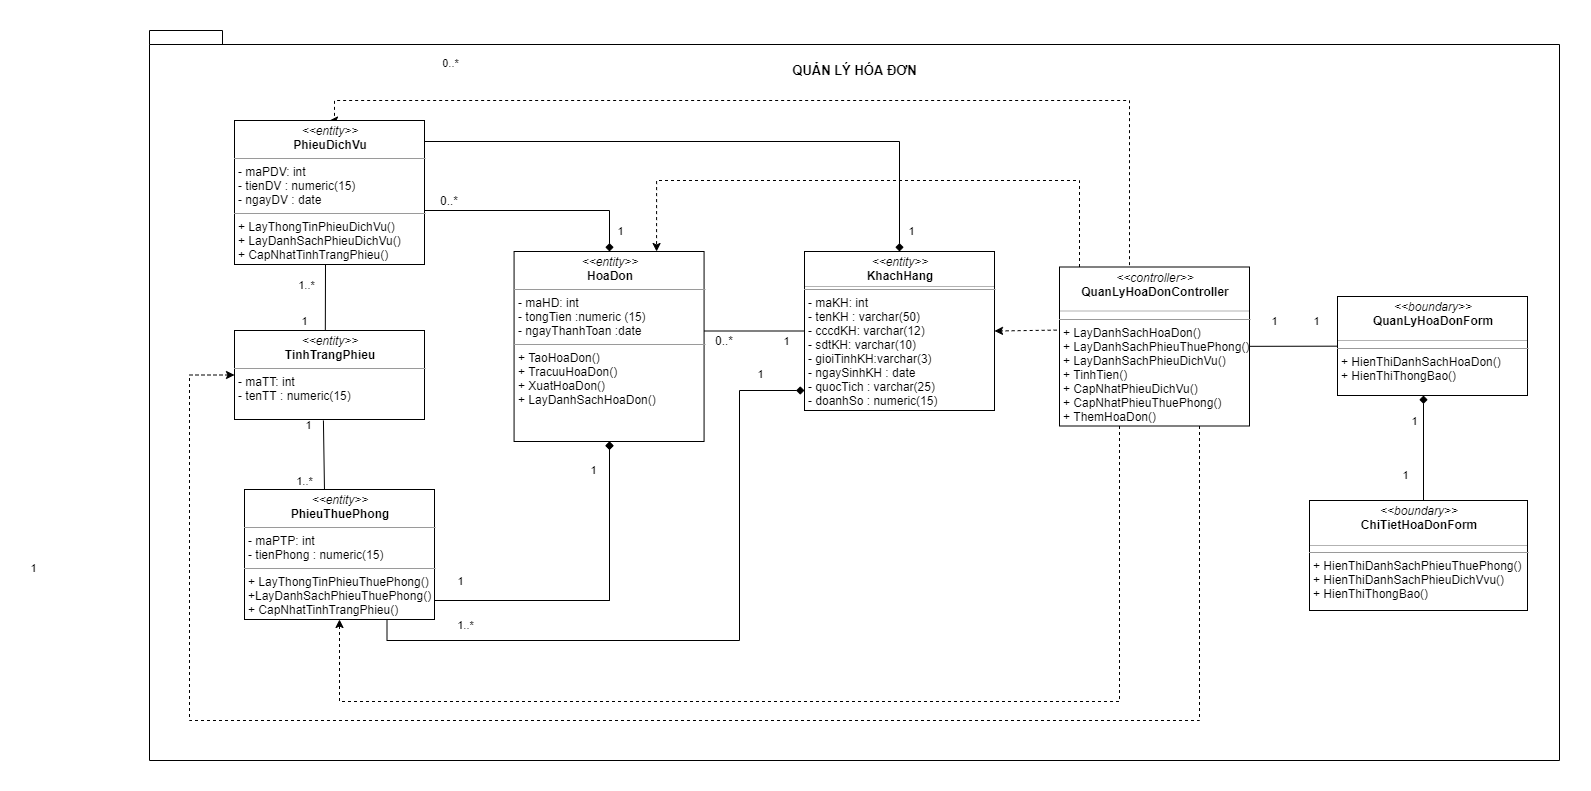 0..*
QUẢN LÝ HÓA ĐƠN
<<entity>>
PhieuDichVu
- maPDV: int
- tienDV : numeric(15)
- ngayDV : date
+ LayThongTinPhieuDichVu()
+ LayDanhSachPhieuDichVu()
+ CapNhatTinhTrangPhieu()
0..*
1
1
1..*
1
<<entity>>
HoaDon
- maHD: int
- tongTien :numeric (15)
- ngayThanhToan :date
+ TaoHoaDon()
+ TracuuHoaDon()
+ XuatHoaDon()
+ LayDanhSachHoaDon()
<<entity>>
KhachHang
- maKH: int
- tenKH : varchar(50)
- cccdKH: varchar(12)
- sdtKH: varchar(10)
- gioiTinhKH:varchar(3)
- ngaySinhKH : date
- quocTich : varchar(25)
- doanhSo : numeric(15)
0..*
1
1
<<controller>>
QuanLyHoaDonController
+ LayDanhSachHoaDon()
+ LayDanhSachPhieuThuePhong()
+ LayDanhSachPhieuDichVu()
+ TinhTien()
+ CapNhatPhieuDichVu()
+ CapNhatPhieuThuePhong()
+ ThemHoaDon()
1
1
<<boundary>>
QuanLyHoaDonForm
+ HienThiDanhSachHoaDon()
+ HienThiThongBao()
<<entity>>
TinhTrangPhieu
- maTT: int
- tenTT : numeric(15)
1
1..*
1
1
1
<<entity>>
PhieuThuePhong
- maPTP: int
- tienPhong : numeric(15)
+ LayThongTinPhieuThuePhong()
+LayDanhSachPhieuThuePhong()
+ CapNhatTinhTrangPhieu()
1
1..*
<<boundary>>
ChiTietHoaDonForm
+ HienThiDanhSachPhieuThuePhong()
+ HienThiDanhSachPhieuDichVvu()
+ HienThiThongBao()
1